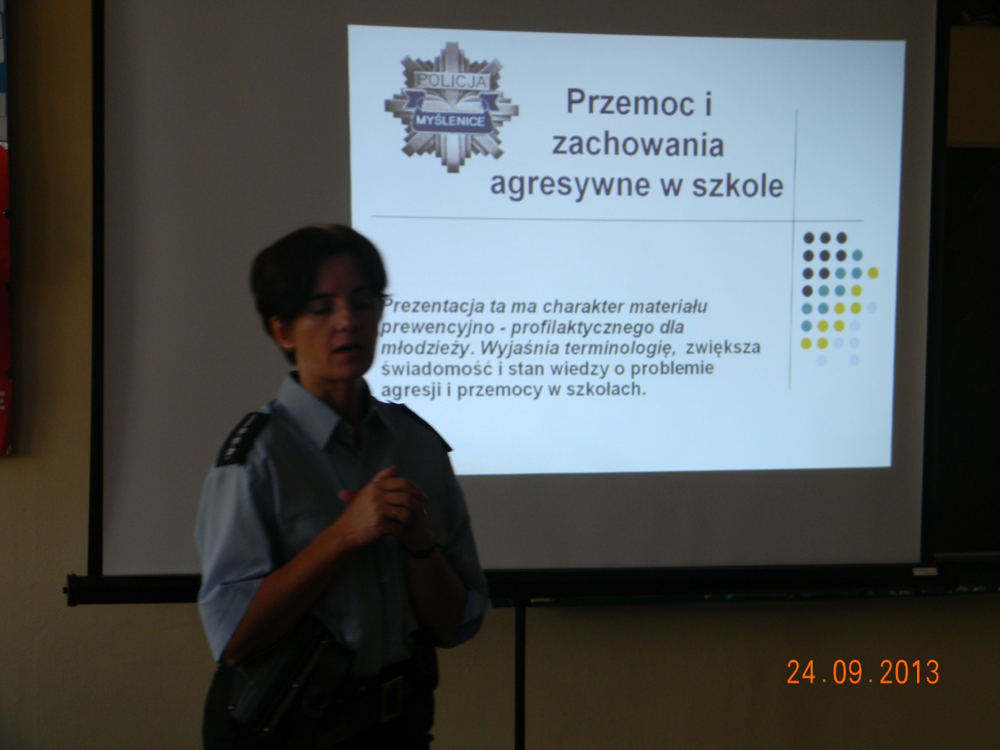 POLICJA
MYŚLENICE
Przemoc i
zachowania
agresywne w szkole
Prezentacja ta ma charakter materiału
prewencyjno - profilaktycznego dla
młodzieży. Wyjaśnia terminologię, zwiększa
świadomość i stan wiedzy o problemie
agresji i przemocy w szkołach.
E
24.09.2013